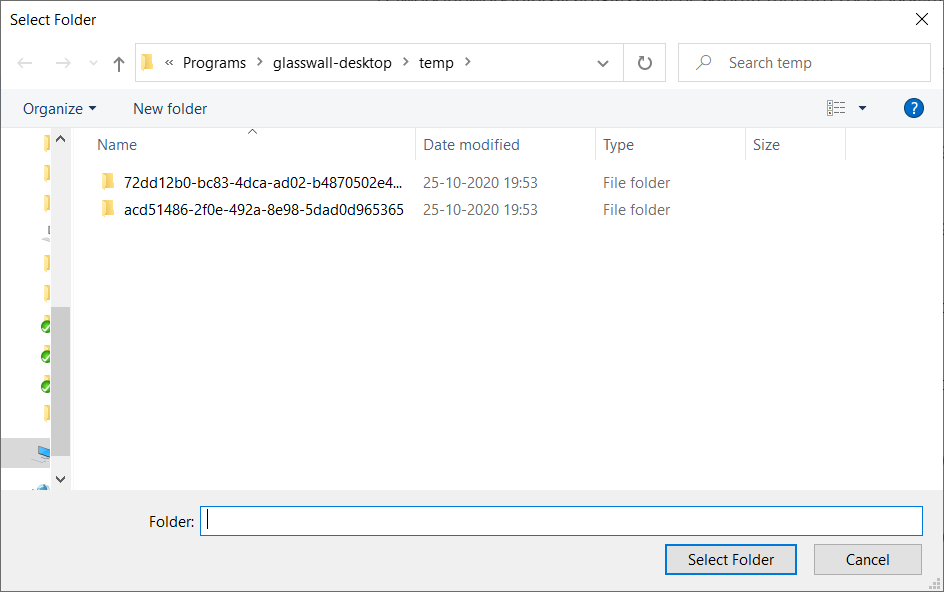 Select Folder
« Programs > glasswall-desktop > temp > Search temp
Organize New folder ?
Name Date modified Type Size
72dd12b0-bc83-4dca-ad02-b4870502e4... 25-10-2020 19:53 File folder
acd51486-2f0e-492a-8e98-5dad0d965365 25-10-2020 19:53 File folder
Folder:
Select Folder Cancel